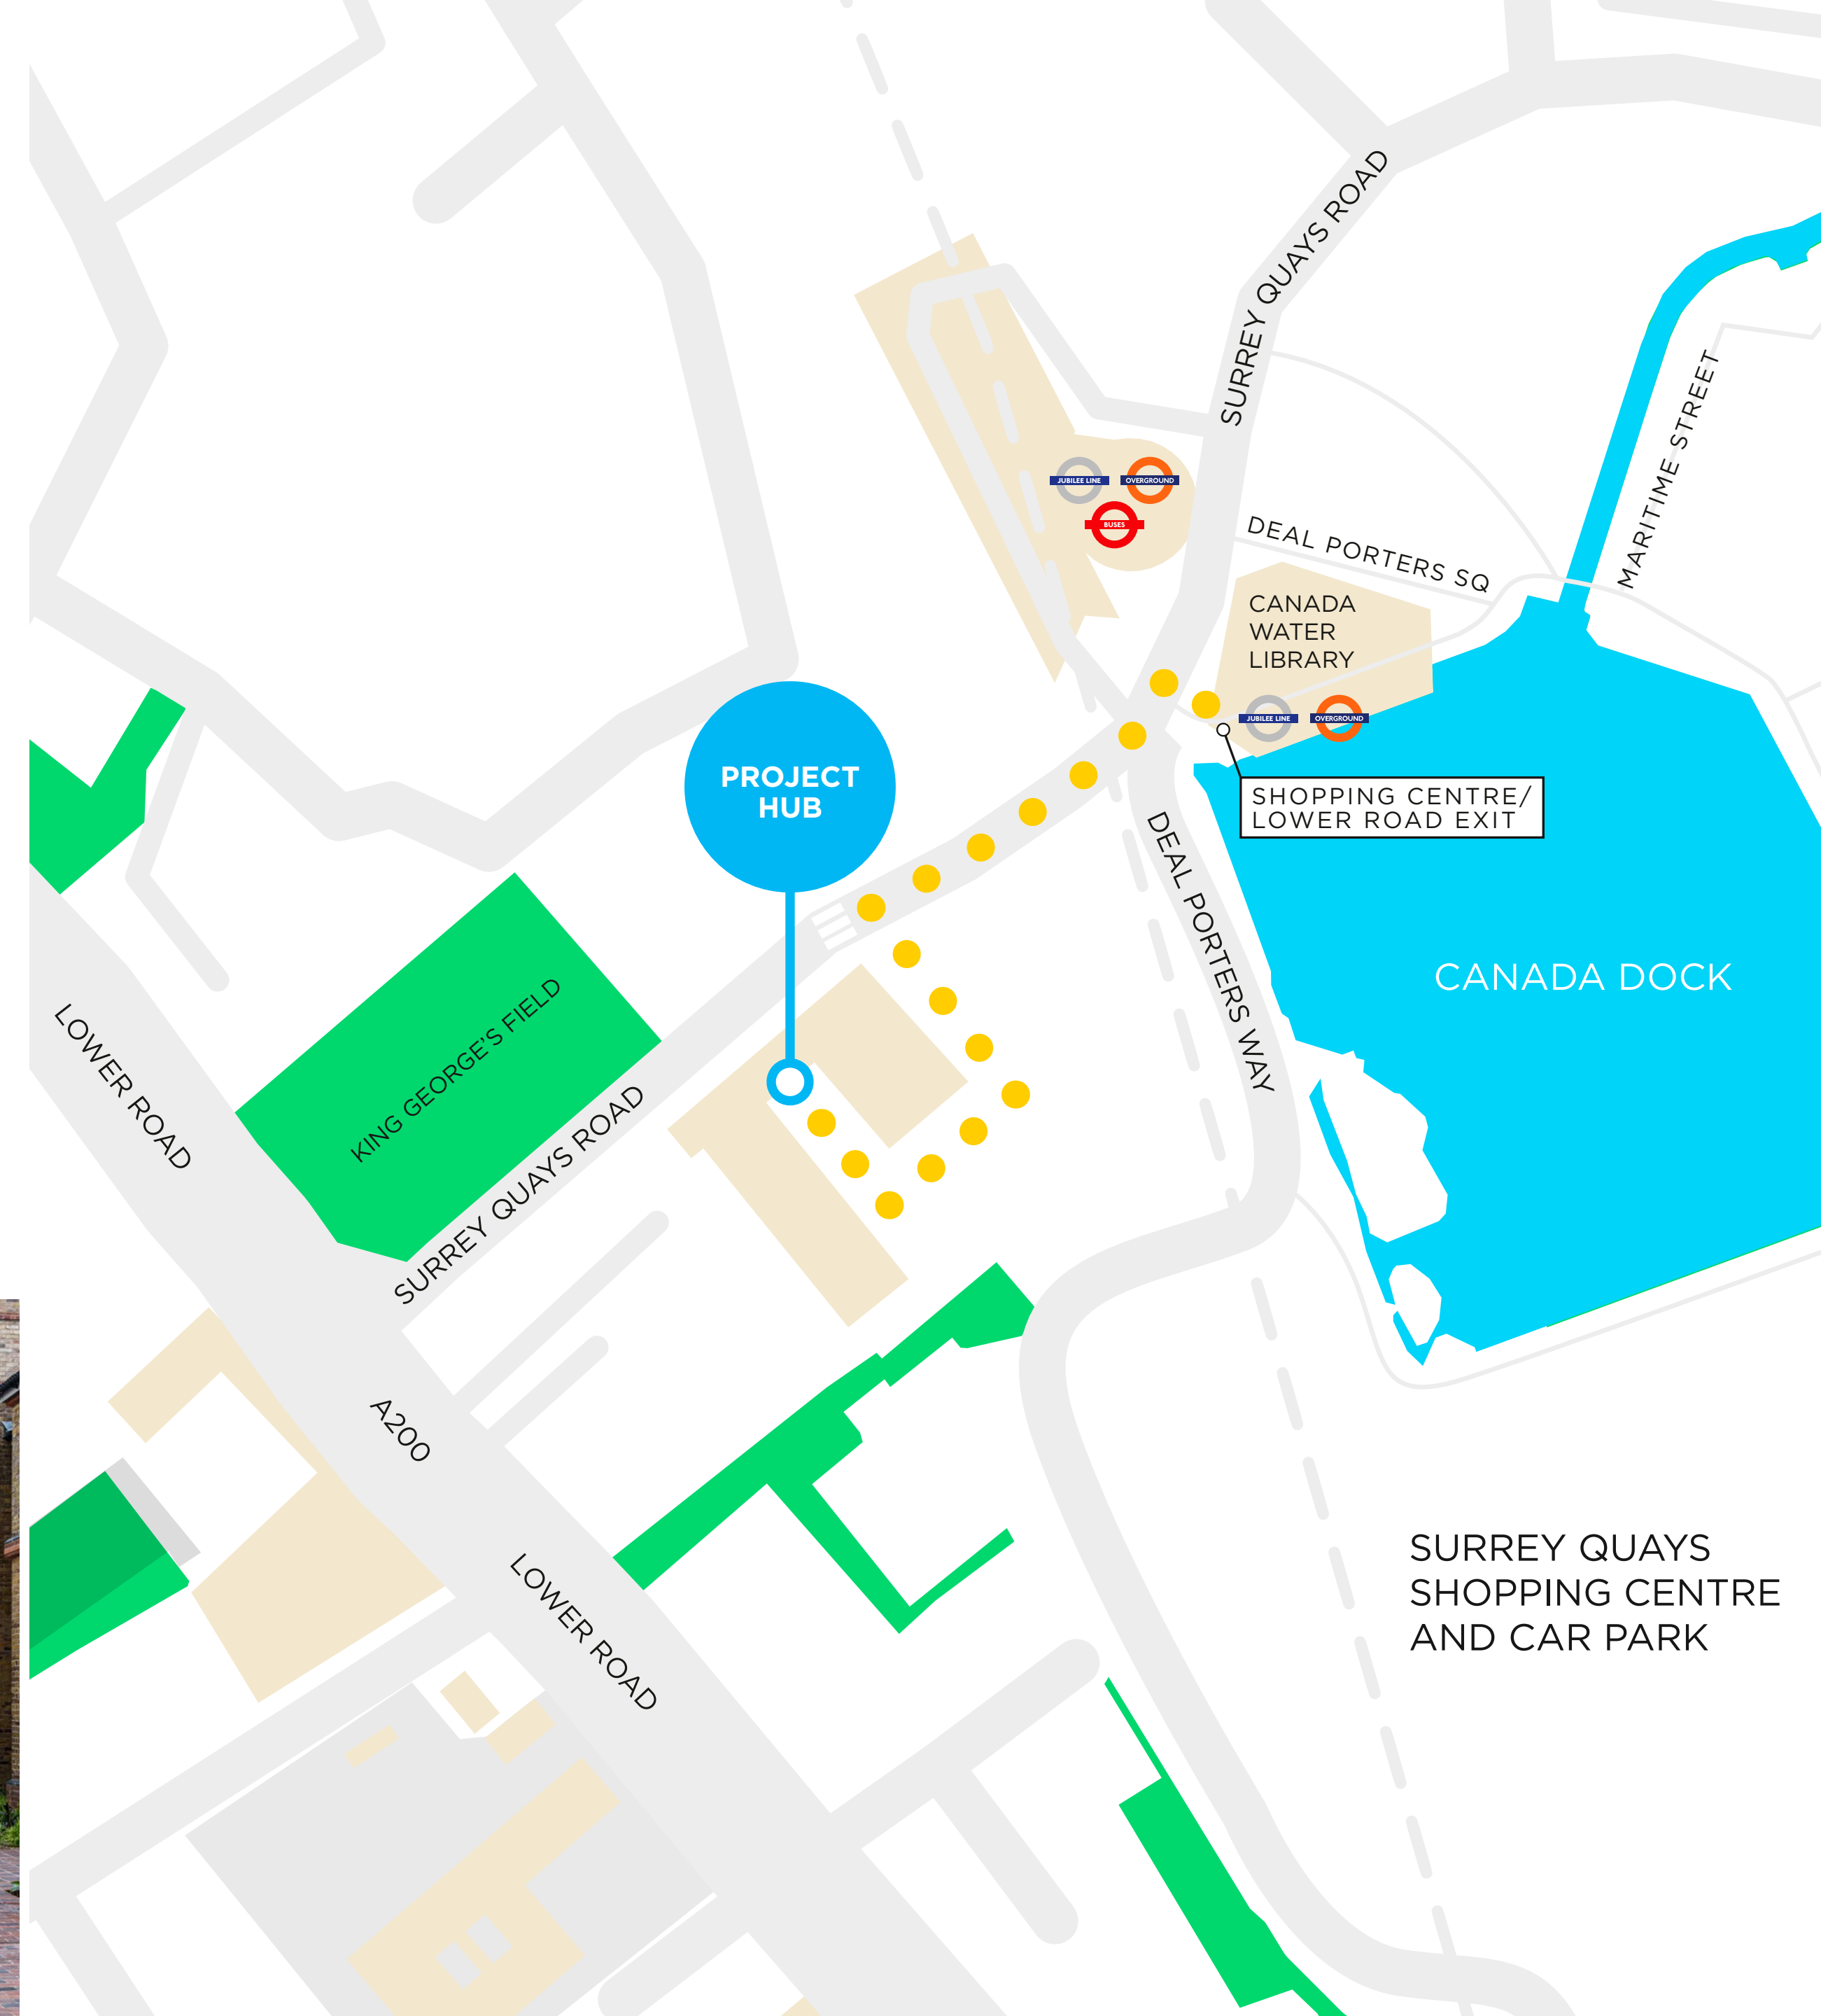 SURREY QUAYS ROAD
MARITIME STREET
JUBILEE LINE
OVERGROUND
BUSES
DEAL PORTERS SQ
CANADA
WATER
LIBRARY
JUBILEE LINE
OVERGROUND
PROJECT
HUB
SHOPPING CENTRE/
LOWER ROAD EXIT
DEAL PORTERS WAY
CANADA DOCK
KING GEORGE'S FIELD
LOWER ROAD
SURREY QUAYS ROAD
A200
LOWER ROAD
SURREY QUAYS
SHOPPING CENTRE
AND CAR PARK